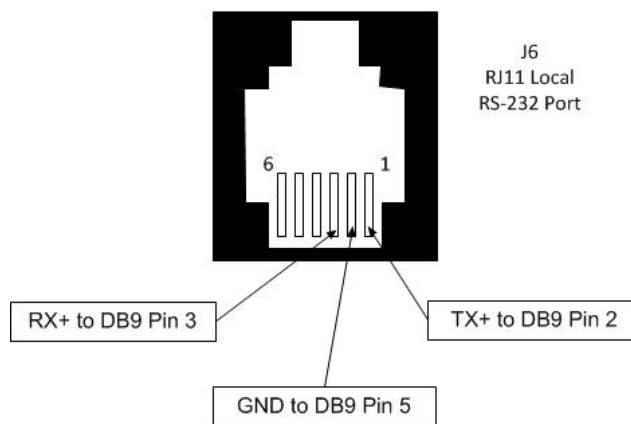 J6
RJ11 Local
RS-232 Port
6 1
RX+ to DB9 Pin 3
TX+ to DB9 Pin 2
GND to DB9 Pin 5